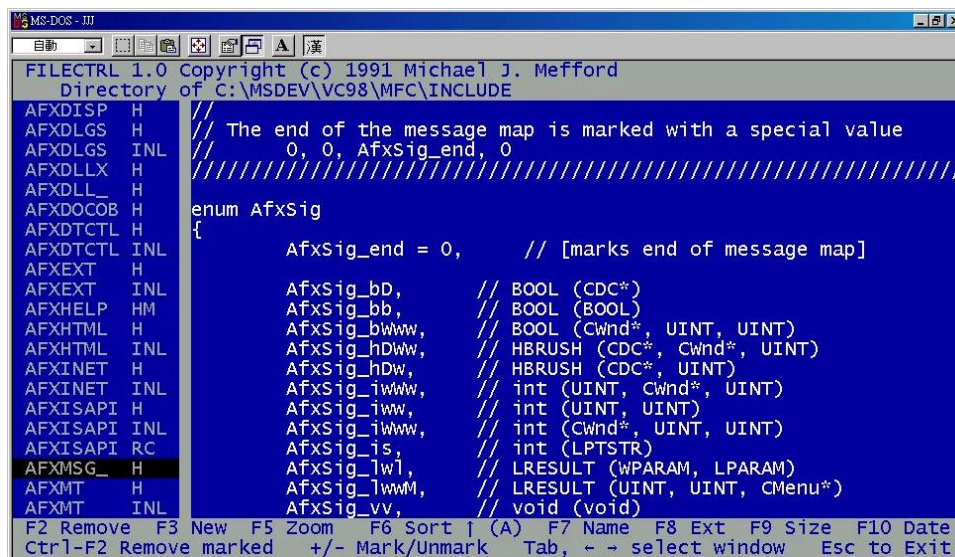 MS-DOS - JJJ
自動 A 漢
FILECTRL 1.0 Copyright (c) 1991 Michael J. Mefford
Directory of C:\MSDEV\VC98\MFC\INCLUDE
AFXDISP H //
AFXDLGS H // The end of the message map is marked with a special value
AFXDLGS INL // 0, 0, AfxSig_end, 0
AFXDLLX H ////////////////////////////////////////////////////////////////
AFXDLL_ H
AFXDOCOB H enum AfxSig
AFXDTCTL H {
AFXDTCTL INL AfxSig_end = 0, // [marks end of message map]
AFXEXT H
AFXEXT INL AfxSig_bD, // BOOL (CDC*)
AFXHELP HM AfxSig_bb, // BOOL (BOOL)
AFXHTML H AfxSig_bWww, // BOOL (CWnd*, UINT, UINT)
AFXHTML INL AfxSig_hDWw, // HBRUSH (CDC*, CWnd*, UINT)
AFXINET H AfxSig_hDw, // HBRUSH (CDC*, UINT)
AFXINET INL AfxSig_iwWw, // int (UINT, CWnd*, UINT)
AFXISAPI H AfxSig_iww, // int (UINT, UINT)
AFXISAPI INL AfxSig_iWww, // int (CWnd*, UINT, UINT)
AFXISAPI RC AfxSig_is, // int (LPTSTR)
AFXMSG_ H AfxSig_lwl, // LRESULT (WPARAM, LPARAM)
AFXMT H AfxSig_lwwM, // LRESULT (UINT, UINT, CMenu*)
AFXMT INL AfxSig_vv, // void (void)
F2 Remove F3 New F5 Zoom F6 Sort ↑ (A) F7 Name F8 Ext F9 Size F10 Date
Ctrl-F2 Remove marked +/- Mark/Unmark Tab, ← → select window Esc to Exit